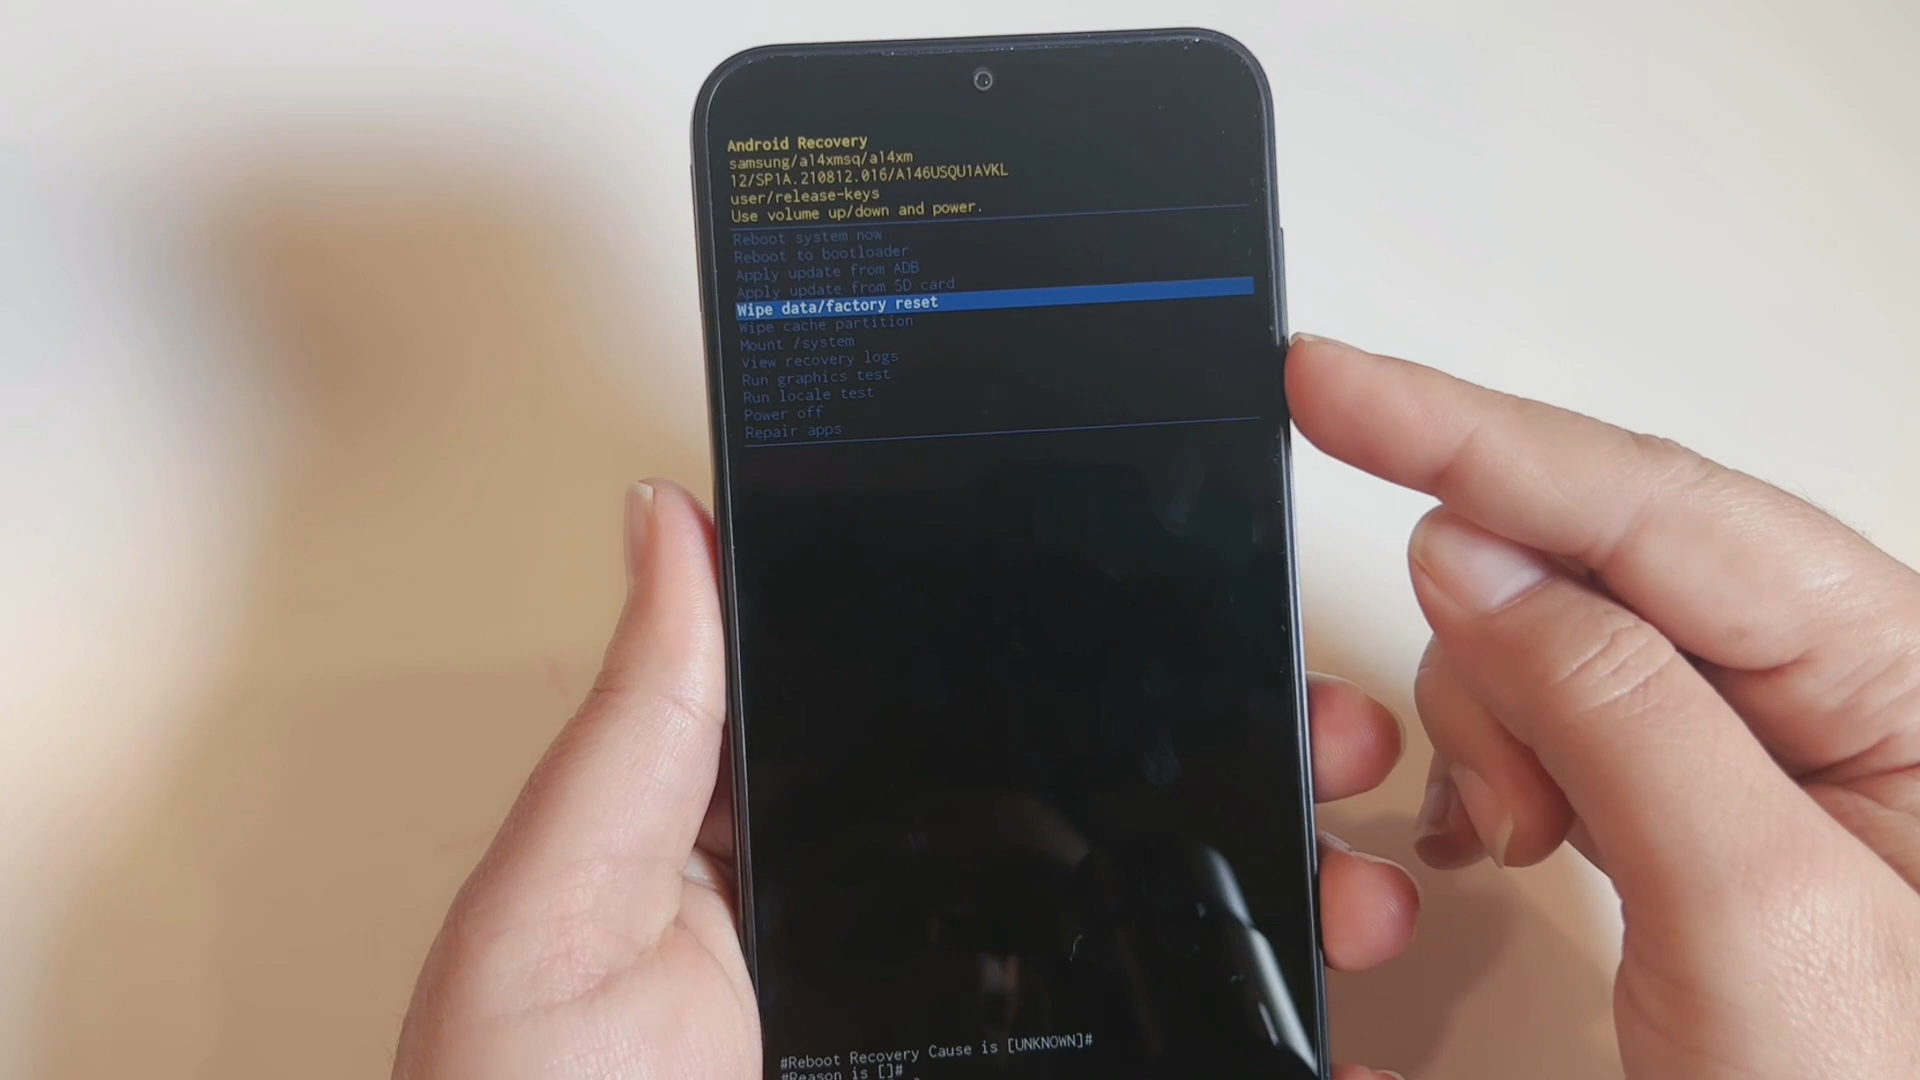 Android Recovery
samsung/a14xmsq/a14xm
12/SP1A.210812.016/A146USQU1AVKL
user/release-keys
Use volume up/down and power.
Reboot system now
Reboot to bootloader
Apply update from ADB
Apply update from SD card
Wipe data/factory reset
Wipe cache partition
Mount /system
View recovery logs
Run graphics test
Run locale test
Power off
Repair apps
#Reboot Recovery Cause is [UNKNOWN]#
#Reason is []#